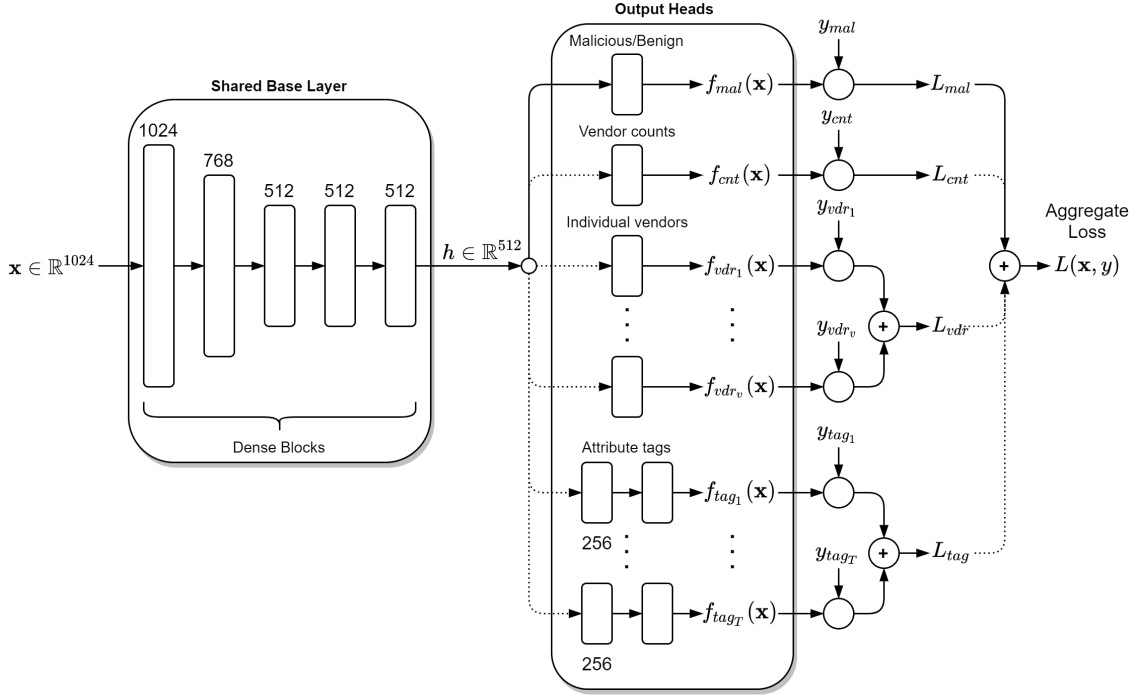 Output Heads
Shared Base Layer
1024
768
512
512
512
x ∈ ℝ^1024
h ∈ ℝ^512
Dense Blocks
Malicious/Benign
f_mal(x)
y_mal
L_mal
Vendor counts
f_cnt(x)
y_cnt
L_cnt
Individual vendors
f_vdr_1(x)
y_vdr_1
⋮ ⋮
f_vdr_v(x)
y_vdr_v
+
L_vdr
Attribute tags
256
f_tag_1(x)
y_tag_1
⋮ ⋮
256
f_tag_T(x)
y_tag_T
+
L_tag
+
Aggregate
Loss
L(x, y)